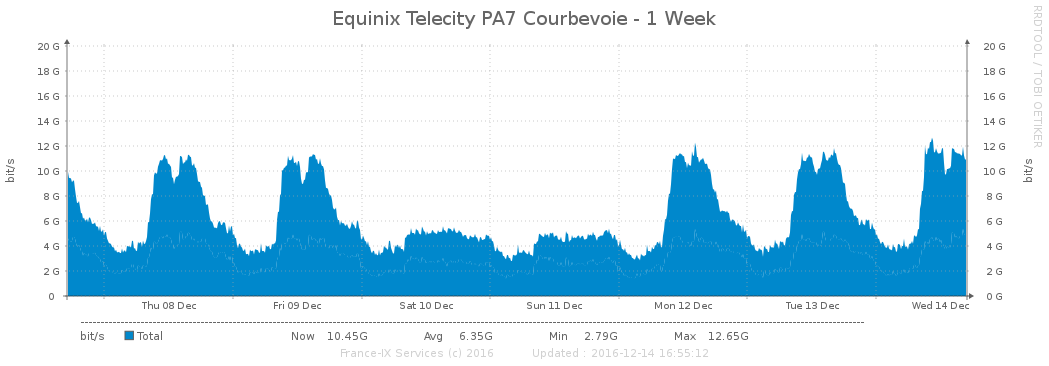 Equinix Telecity PA7 Courbevoie - 1 Week
RRDTOOL / TOBI OETIKER
20 G 20 G
18 G 18 G
16 G 16 G
14 G 14 G
12 G 12 G
10 G 10 G
8 G 8 G
6 G 6 G
4 G 4 G
2 G 2 G
0 0 G
bit/s
bit/s
Thu 08 Dec Fri 09 Dec Sat 10 Dec Sun 11 Dec Mon 12 Dec Tue 13 Dec Wed 14 Dec
bit/s Total Now 10.45G Avg 6.35G Min 2.79G Max 12.65G
France-IX Services (c) 2016 Updated : 2016-12-14 16:55:12